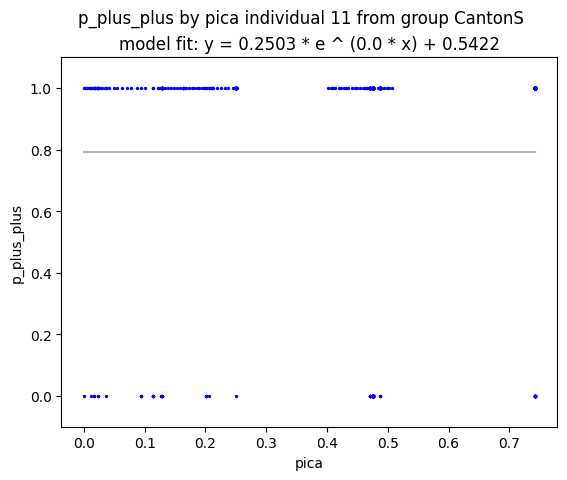 p_plus_plus by pica individual 11 from group CantonS
model fit: y = 0.2503 * e ^ (0.0 * x) + 0.5422
1.0
0.8
0.6
0.4
0.2
0.0
p_plus_plus
0.0 0.1 0.2 0.3 0.4 0.5 0.6 0.7
pica